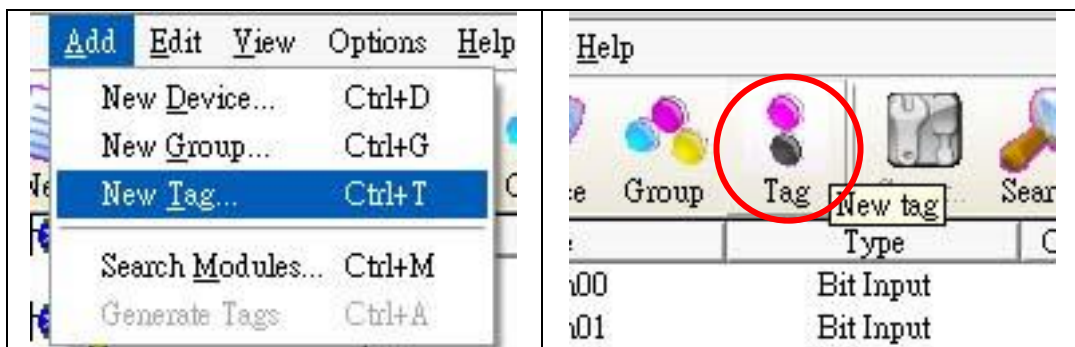 Add Edit View Options Help
New Device... Ctrl+D
New Group... Ctrl+G
New Tag... Ctrl+T
Search Modules... Ctrl+M
Generate Tags Ctrl+A
Help
Group Tag
New tag
Type
Bit Input
Bit Input